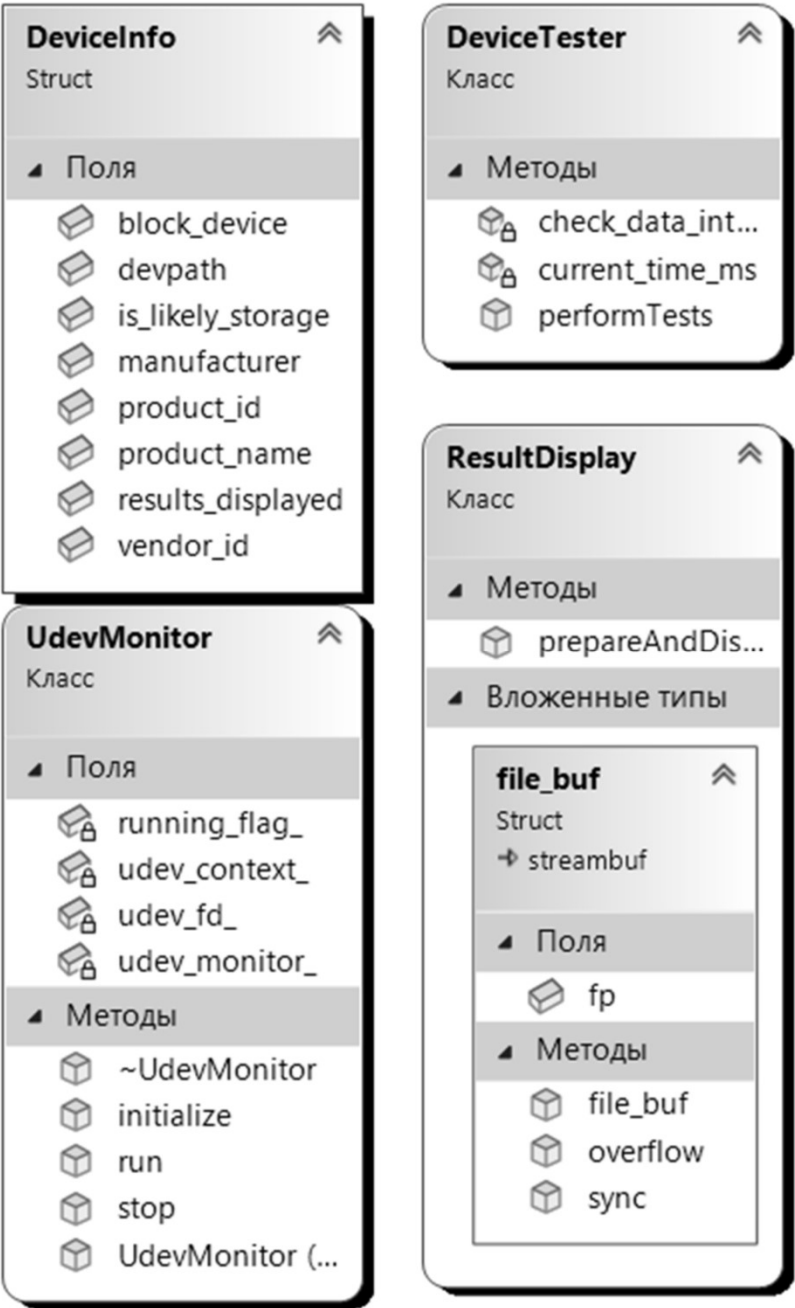 DeviceInfo
Struct
Поля
block_device
devpath
is_likely_storage
manufacturer
product_id
product_name
results_displayed
vendor_id
UdevMonitor
Класс
Поля
running_flag_
udev_context_
udev_fd_
udev_monitor_
Методы
~UdevMonitor
initialize
run
stop
UdevMonitor (...
DeviceTester
Класс
Методы
check_data_int...
current_time_ms
performTests
ResultDisplay
Класс
Методы
prepareAndDis...
Вложенные типы
file_buf
Struct
streambuf
Поля
fp
Методы
file_buf
overflow
sync